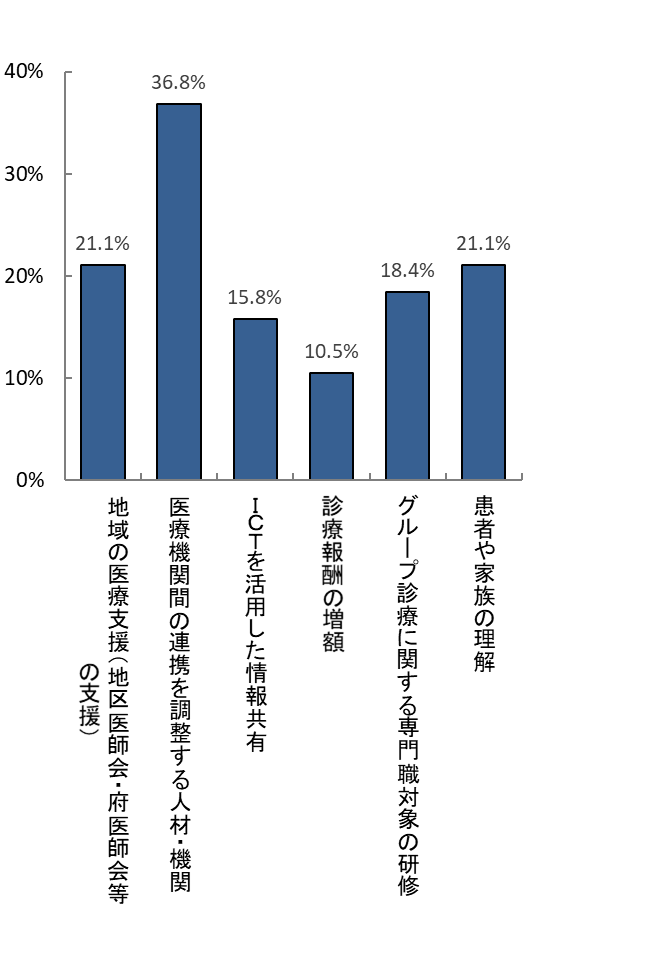 40%
30%
20%
10%
0%
21.1%
36.8%
15.8%
10.5%
18.4%
21.1%
地域の医療支援（地区医師会・府医師会等
の支援）
医療機関間の連携を調整する人材・機関
ICTを活用した情報共有
診療報酬の増額
グループ診療に関する専門職対象の研修
患者や家族の理解